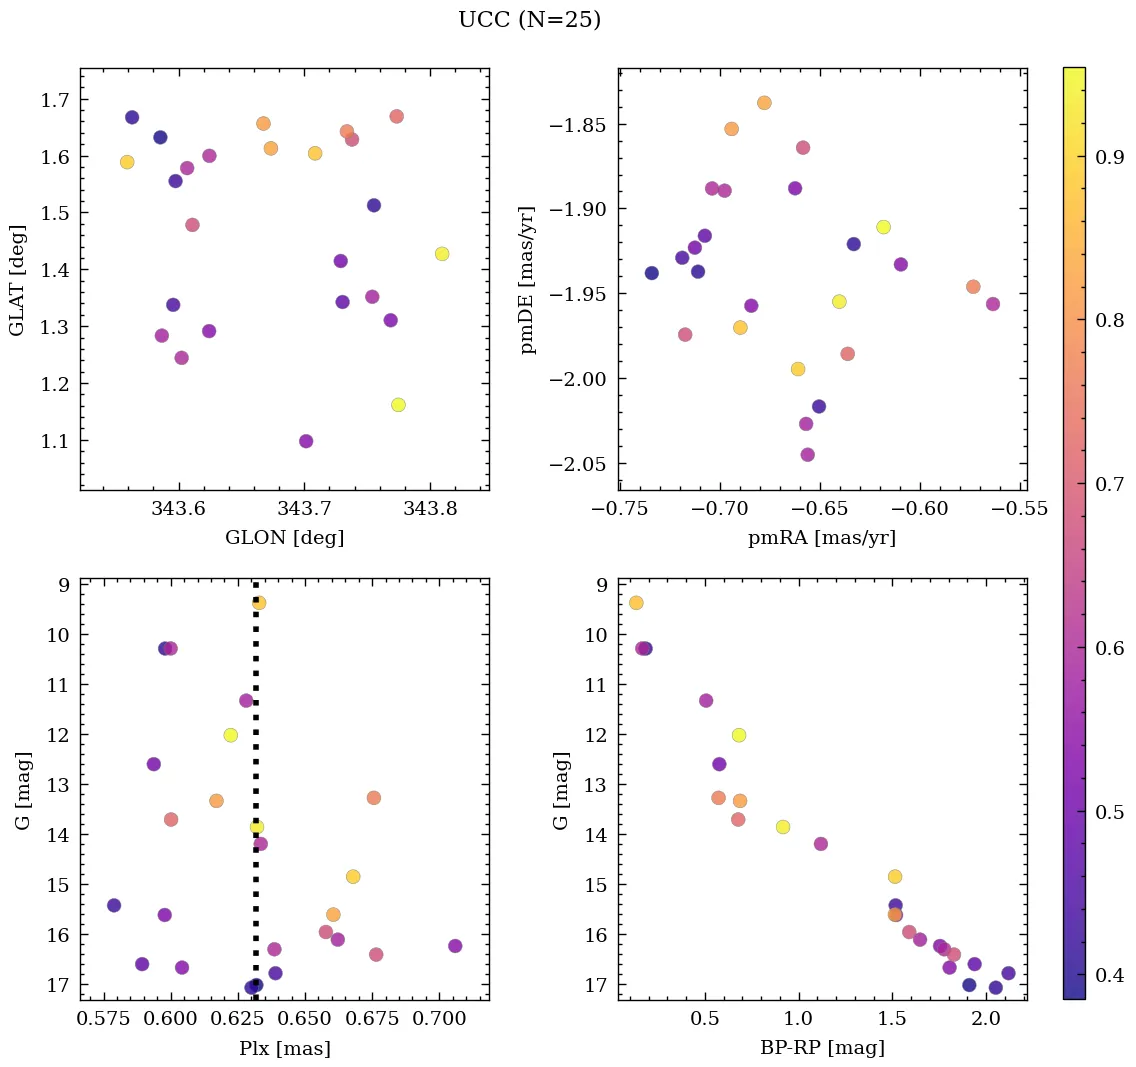 UCC (N=25)
1.7
1.6
1.5
1.4
1.3
1.2
1.1
GLAT [deg]
343.6 343.7 343.8
GLON [deg]
−1.85
−1.90
−1.95
−2.00
−2.05
pmDE [mas/yr]
−0.75 −0.70 −0.65 −0.60 −0.55
pmRA [mas/yr]
9
10
11
12
13
14
15
16
17
G [mag]
0.575 0.600 0.625 0.650 0.675 0.700
Plx [mas]
9
10
11
12
13
14
15
16
17
G [mag]
0.5 1.0 1.5 2.0
BP-RP [mag]
0.9
0.8
0.7
0.6
0.5
0.4